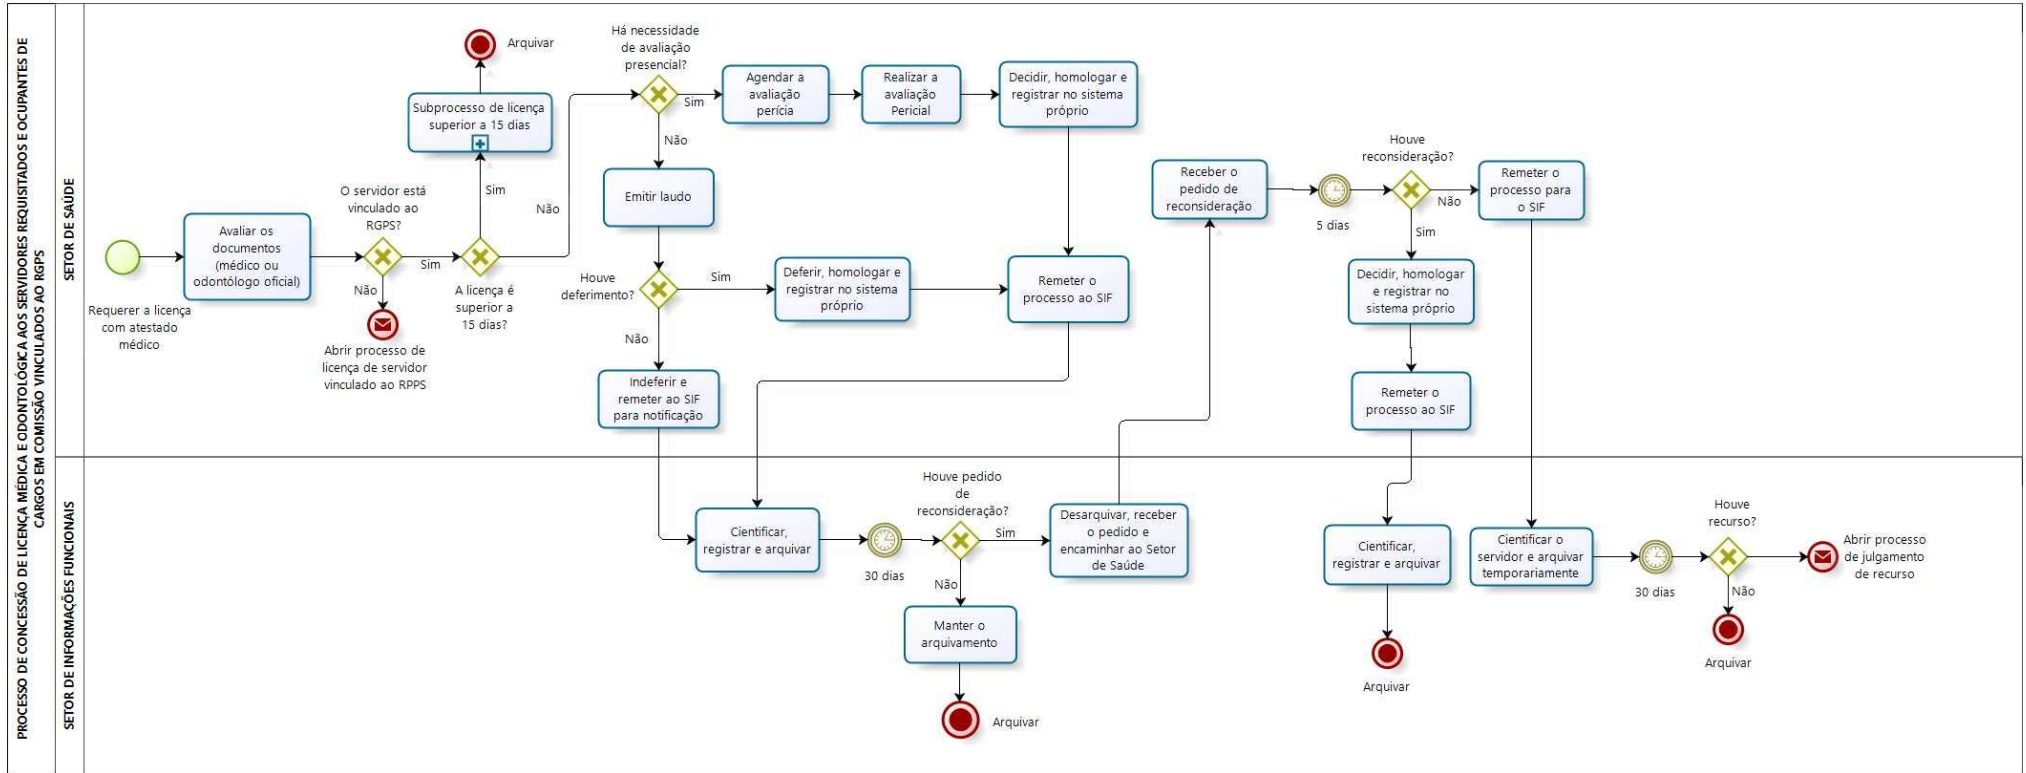 PROCESSO DE CONCESSÃO DE LICENÇA MÉDICA E ODONTOLÓGICA AOS SERVIDORES REQUISITADOS E OCUPANTES DE
CARGOS EM COMISSÃO VINCULADOS AO RGPS
SETOR DE SAÚDE
Requerer a licença
com atestado
médico
Avaliar os
documentos
(médico ou
odontólogo oficial)
O servidor está
vinculado ao
RGPS?
Sim
Não
Abrir processo de
licença de servidor
vinculado ao RPPS
A licença é
superior a
15 dias?
Sim
Subprocesso de licença
superior a 15 dias
Arquivar
Não
Há necessidade
de avaliação
presencial?
Sim
Agendar a
avaliação
perícia
Realizar a
avaliação
Pericial
Decidir, homologar e
registrar no sistema
próprio
Não
Emitir laudo
Houve
deferimento?
Sim
Deferir, homologar e
registrar no sistema
próprio
Remeter o
processo ao SIF
Não
Indeferir e
remeter ao SIF
para notificação
Receber o
pedido de
reconsideração
5 dias
Houve
reconsideração?
Não
Remeter o
processo para
o SIF
Sim
Decidir, homologar
e registrar no
sistema próprio
Remeter o
processo ao SIF
SETOR DE INFORMAÇÕES FUNCIONAIS
Cientificar,
registrar e arquivar
30 dias
Houve pedido
de
reconsideração?
Sim
Desarquivar, receber
o pedido e
encaminhar ao Setor
de Saúde
Não
Manter o
arquivamento
Arquivar
Cientificar,
registrar e arquivar
Arquivar
Cientificar o
servidor e arquivar
temporariamente
30 dias
Houve
recurso?
Abrir processo
de julgamento
de recurso
Não
Arquivar